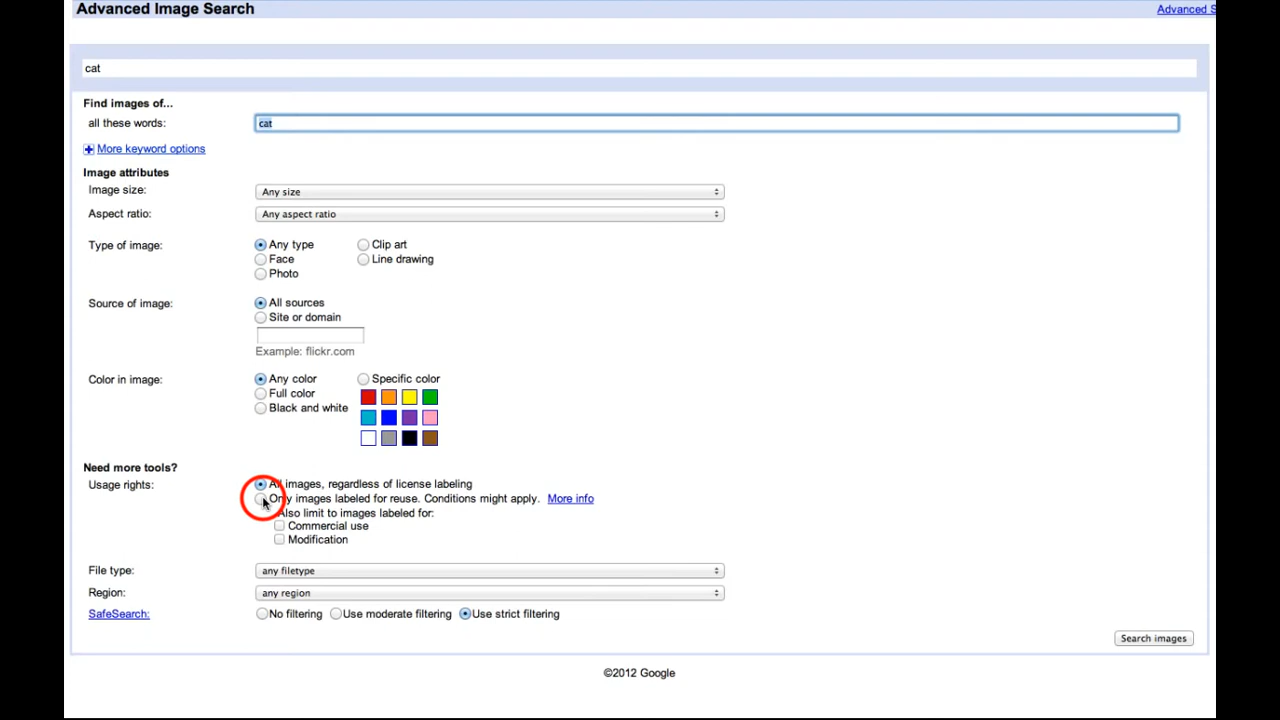 Advanced Image Search
Advanced S
cat
Find images of...
all these words:
cat
More keyword options
Image attributes
Image size:
Any size
Aspect ratio:
Any aspect ratio
Type of image:
Any type
Clip art
Face
Line drawing
Photo
Source of image:
All sources
Site or domain
Example: flickr.com
Color in image:
Any color
Specific color
Full color
Black and white
Need more tools?
Usage rights:
All images, regardless of license labeling
Only images labeled for reuse. Conditions might apply. More info
Also limit to images labeled for:
Commercial use
Modification
File type:
any filetype
Region:
any region
SafeSearch:
No filtering
Use moderate filtering
Use strict filtering
Search images
©2012 Google